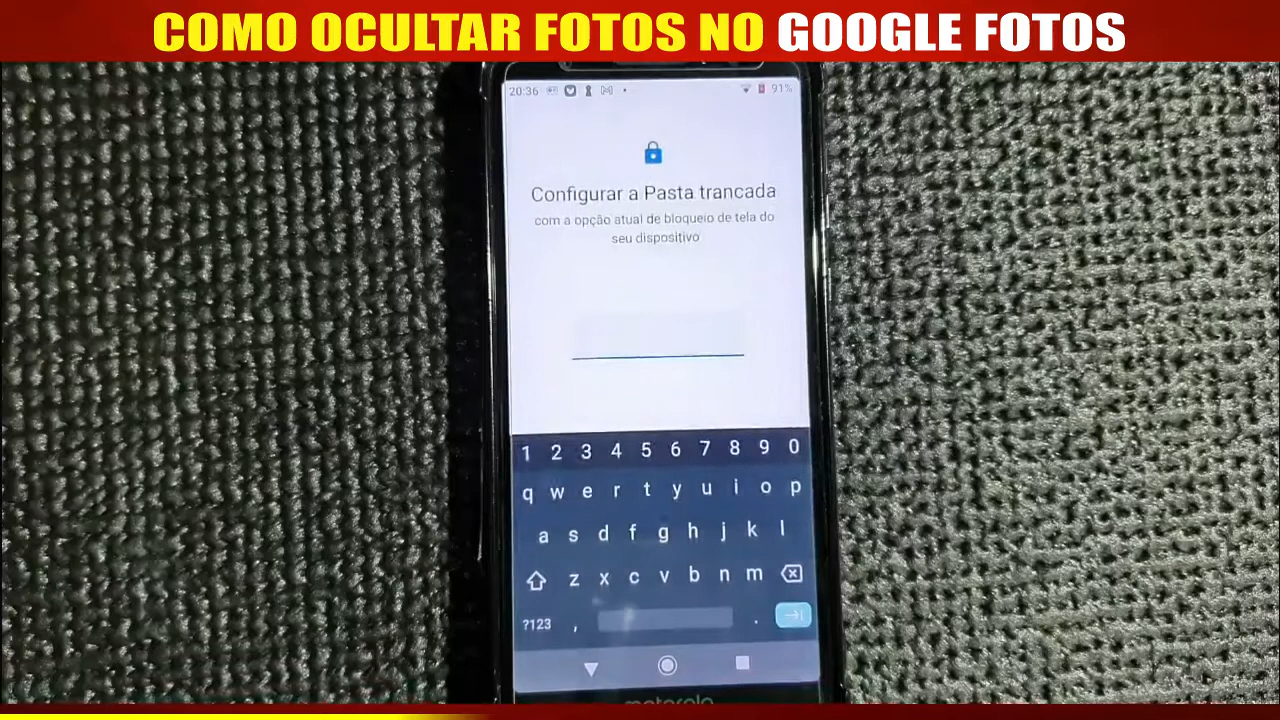 COMO OCULTAR FOTOS NO GOOGLE FOTOS
20:36 91%
Configurar a Pasta trancada
com a opção atual de bloqueio de tela do
seu dispositivo
1 2 3 4 5 6 7 8 9 0
q w e r t y u i o p
a s d f g h j k l
z x c v b n m
?123 , .
motorola